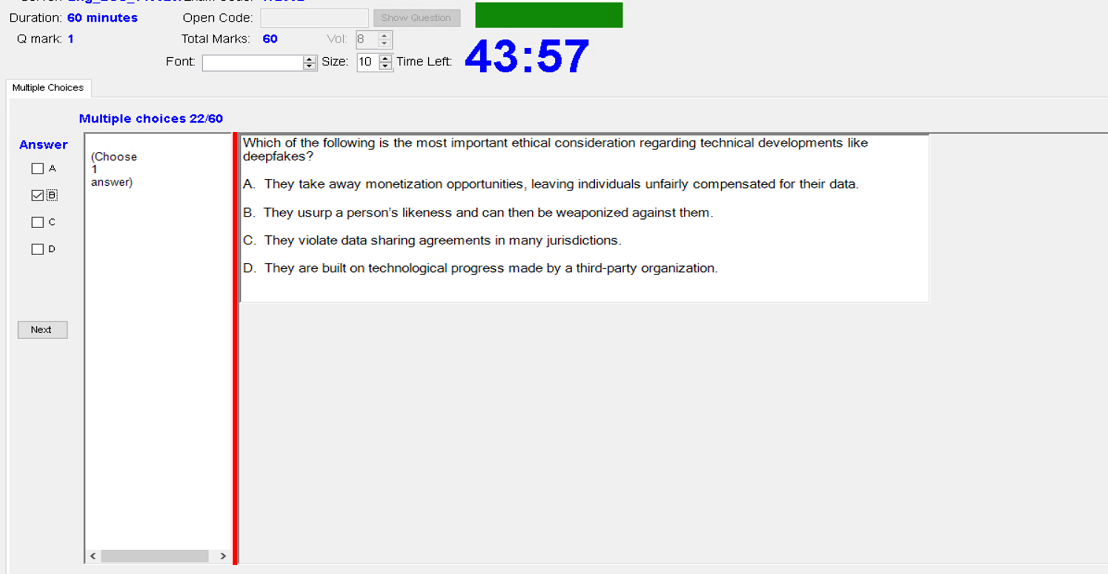 Duration: 60 minutes
Open Code:
Show Question
Q mark: 1
Total Marks: 60
Vol: 8
Font:
Size: 10
Time Left: 43:57
Multiple Choices
Multiple choices 22/60
Answer
A
B
C
D
Next
(Choose
1
answer)
Which of the following is the most important ethical consideration regarding technical developments like
deepfakes?
A. They take away monetization opportunities, leaving individuals unfairly compensated for their data.
B. They usurp a person's likeness and can then be weaponized against them.
C. They violate data sharing agreements in many jurisdictions.
D. They are built on technological progress made by a third-party organization.